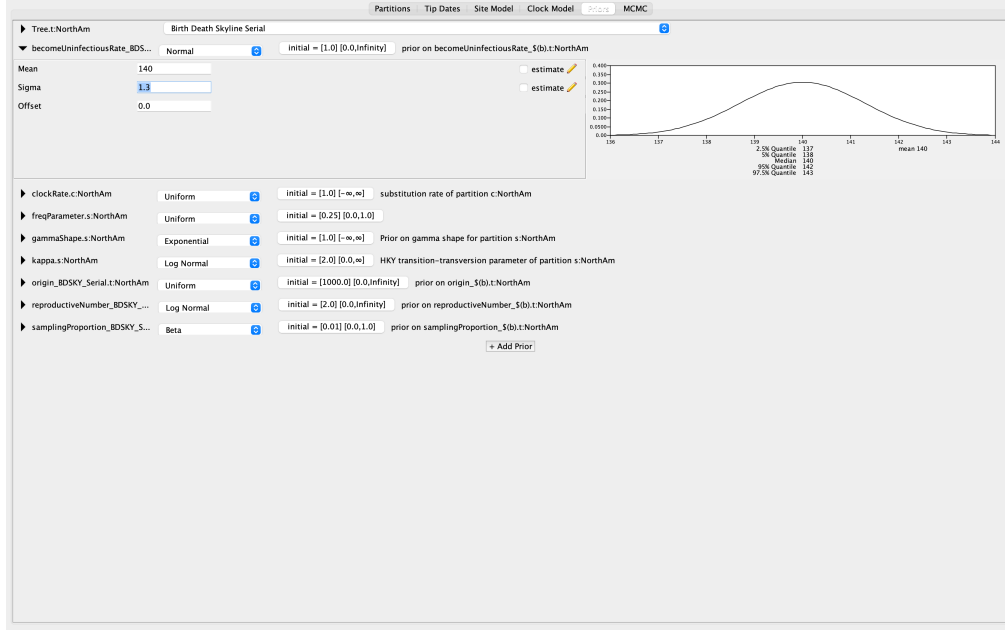 Partitions Tip Dates Site Model Clock Model Priors MCMC
Tree.t:NorthAm Birth Death Skyline Serial
becomeUninfectiousRate_BDS... Normal initial = [1.0] [0.0,Infinity] prior on becomeUninfectiousRate_$(b).t:NorthAm
Mean 140 estimate
Sigma 1.3 estimate
Offset 0.0
0.400
0.350
0.300
0.250
0.200
0.150
0.100
0.0500
0.00
136 137 138 139 140 141 142 143 144
2.5% Quantile 137 mean 140
5% Quantile 138
Median 140
95% Quantile 142
97.5% Quantile 143
clockRate.c:NorthAm Uniform initial = [1.0] [-∞,∞] substitution rate of partition c:NorthAm
freqParameter.s:NorthAm Uniform initial = [0.25] [0.0,1.0]
gammaShape.s:NorthAm Exponential initial = [1.0] [-∞,∞] Prior on gamma shape for partition s:NorthAm
kappa.s:NorthAm Log Normal initial = [2.0] [0.0,∞] HKY transition-transversion parameter of partition s:NorthAm
origin_BDSKY_Serial.t:NorthAm Uniform initial = [1000.0] [0.0,Infinity] prior on origin_$(b).t:NorthAm
reproductiveNumber_BDSKY_... Log Normal initial = [2.0] [0.0,Infinity] prior on reproductiveNumber_$(b).t:NorthAm
samplingProportion_BDSKY_S... Beta initial = [0.01] [0.0,1.0] prior on samplingProportion_$(b).t:NorthAm
+ Add Prior